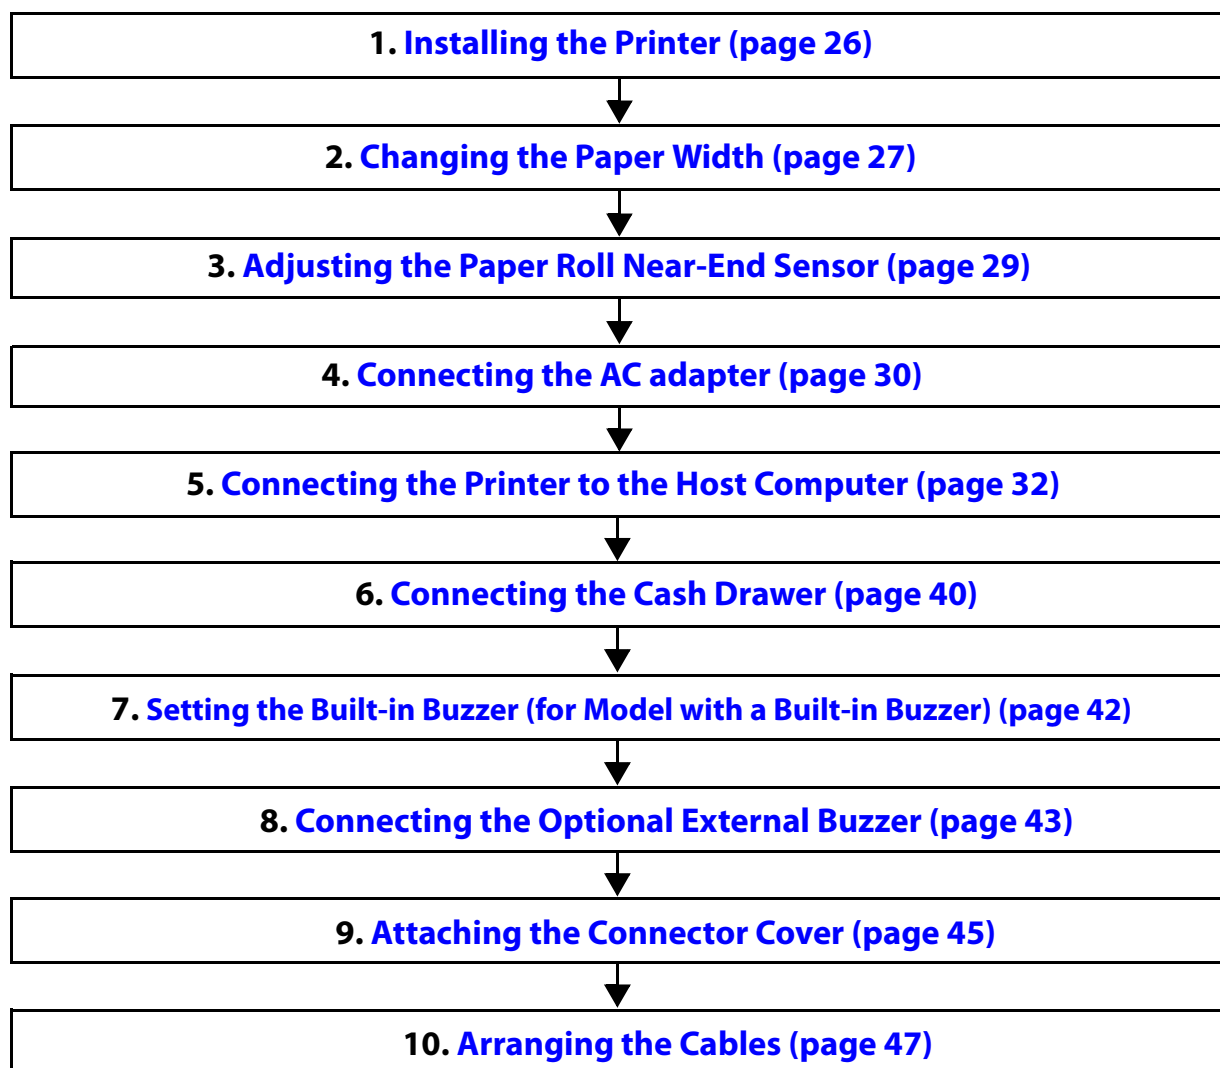 1. Installing the Printer (page 26)
2. Changing the Paper Width (page 27)
3. Adjusting the Paper Roll Near-End Sensor (page 29)
4. Connecting the AC adapter (page 30)
5. Connecting the Printer to the Host Computer (page 32)
6. Connecting the Cash Drawer (page 40)
7. Setting the Built-in Buzzer (for Model with a Built-in Buzzer) (page 42)
8. Connecting the Optional External Buzzer (page 43)
9. Attaching the Connector Cover (page 45)
10. Arranging the Cables (page 47)